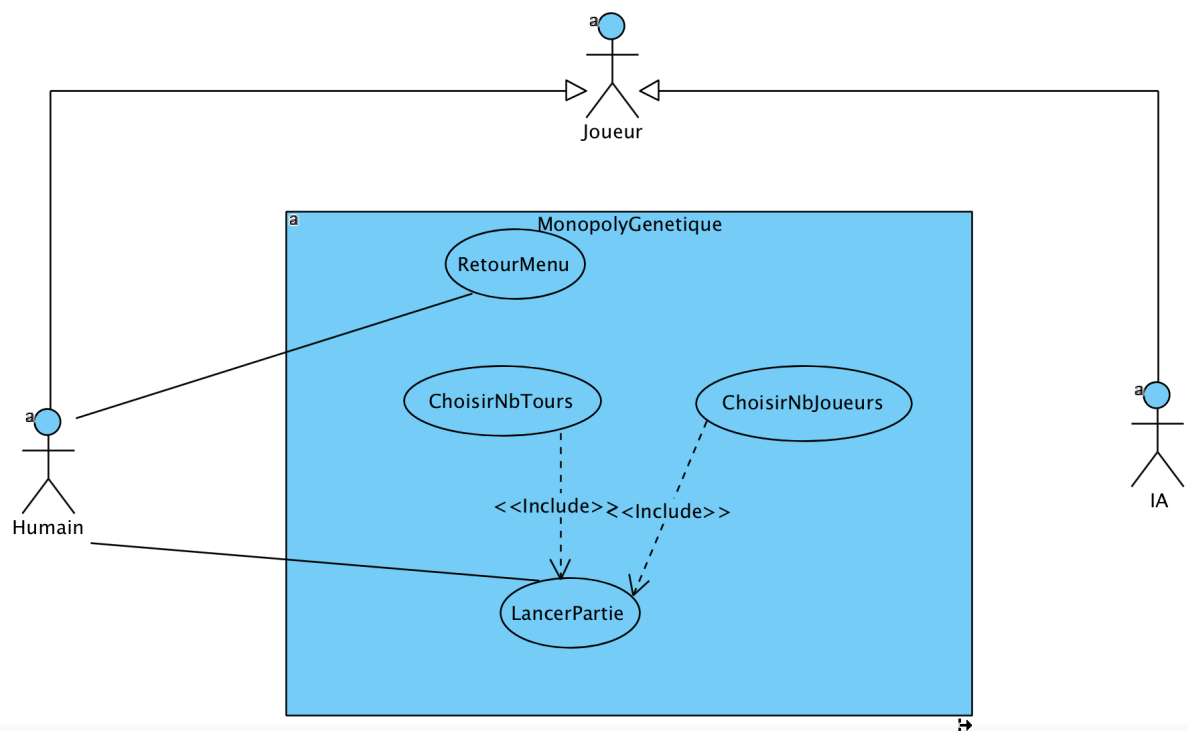 a
Joueur
a
MonopolyGenetique
RetourMenu
ChoisirNbTours
ChoisirNbJoueurs
a
Humain
a
IA
<<Include>>
<<Include>>
LancerPartie